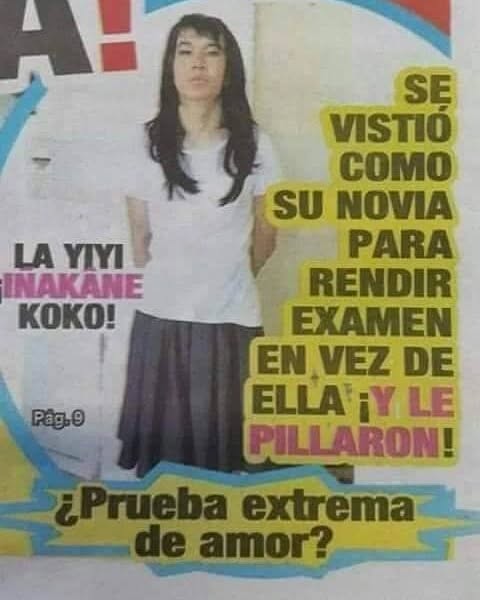 A!
SE
VISTIÓ
COMO
SU NOVIA
PARA
RENDIR
EXAMEN
EN VEZ DE
ELLA ¡Y LE
PILLARON!
LA YIYI
¡IÑAKÂNE
KOKO!
Pág. 9
¿Prueba extrema
de amor?